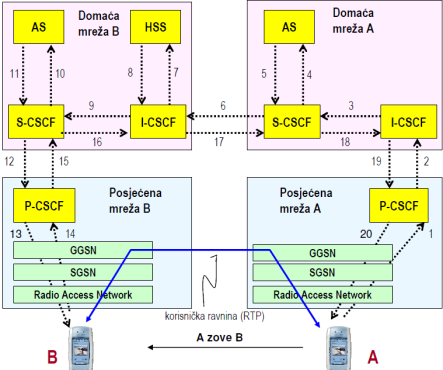 AS
HSS
Domaća
mreža B
Domaća
mreža A
AS
11
10
8
7
5
4
9
6
3
S-CSCF
I-CSCF
S-CSCF
I-CSCF
16
17
18
12
15
19
2
Posjećena
mreža B
Posjećena
mreža A
P-CSCF
P-CSCF
13
14
20
1
GGSN
GGSN
SGSN
SGSN
Radio Access Network
Radio Access Network
korisnička ravnina (RTP)
A zove B
B
A